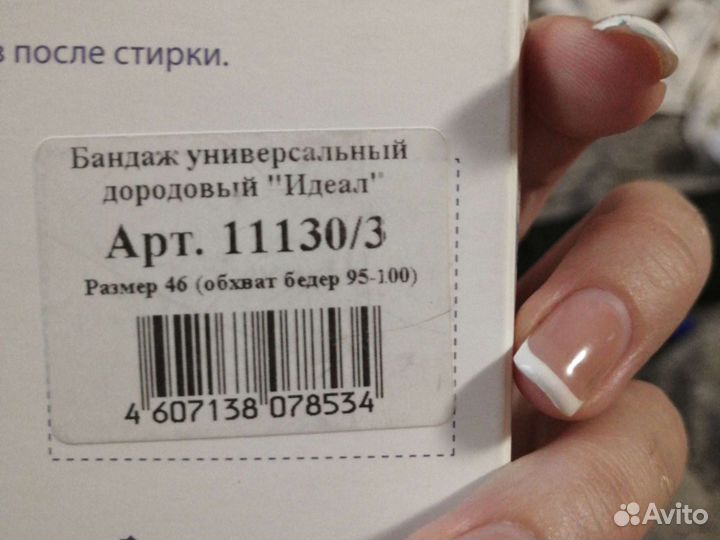 в после стирки.
Бандаж универсальный
дородовый "Идеал"
Арт. 11130/3
Размер 46 (обхват бедер 95-100)
4 607138 078534
Avito